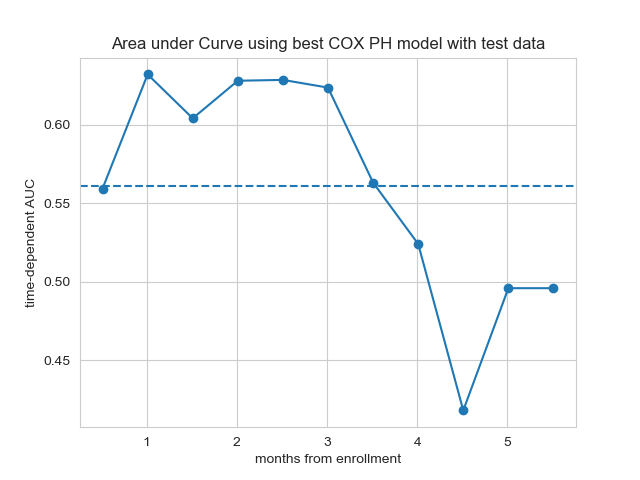 Area under Curve using best COX PH model with test data
time-dependent AUC
0.60
0.55
0.50
0.45
1 2 3 4 5
months from enrollment